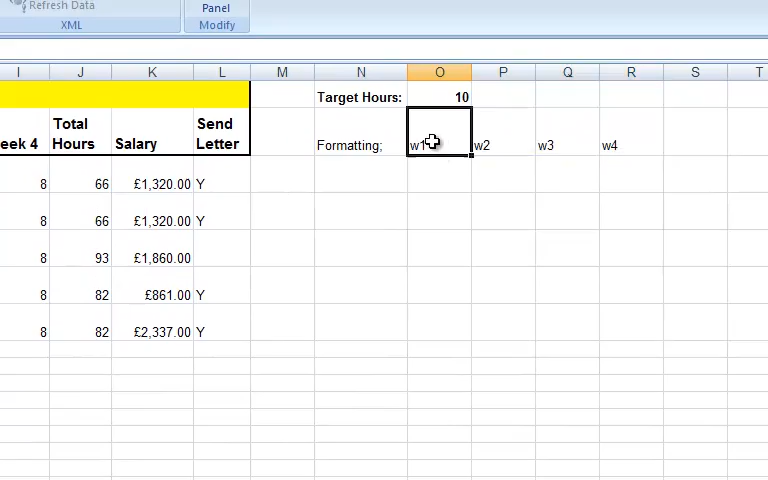 Refresh Data
Panel
XML
Modify
I J K L M N O P Q R S T
Target Hours: 10
eek 4 Total Hours Salary Send Letter Formatting; w1 w2 w3 w4
8 66 £1,320.00 Y
8 66 £1,320.00 Y
8 93 £1,860.00
8 82 £861.00 Y
8 82 £2,337.00 Y